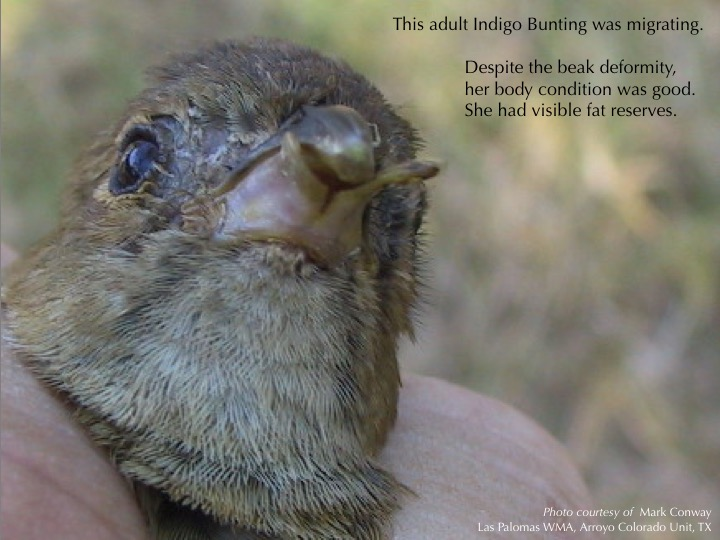 This adult Indigo Bunting was migrating.
Despite the beak deformity,
her body condition was good.
She had visible fat reserves.
Photo courtesy of Mark Conway
Las Palomas WMA, Arroyo Colorado Unit, TX